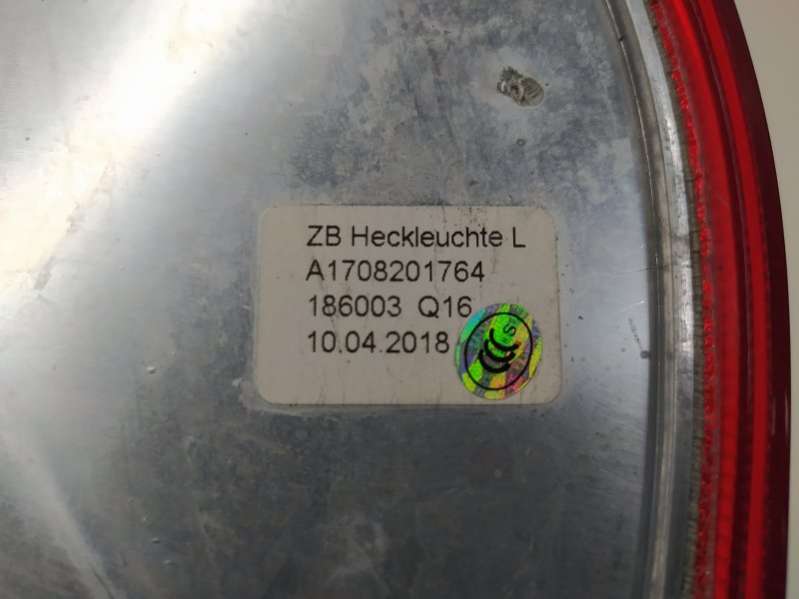 ZB Heckleuchte L
A1708201764
186003 Q16
10.04.2018